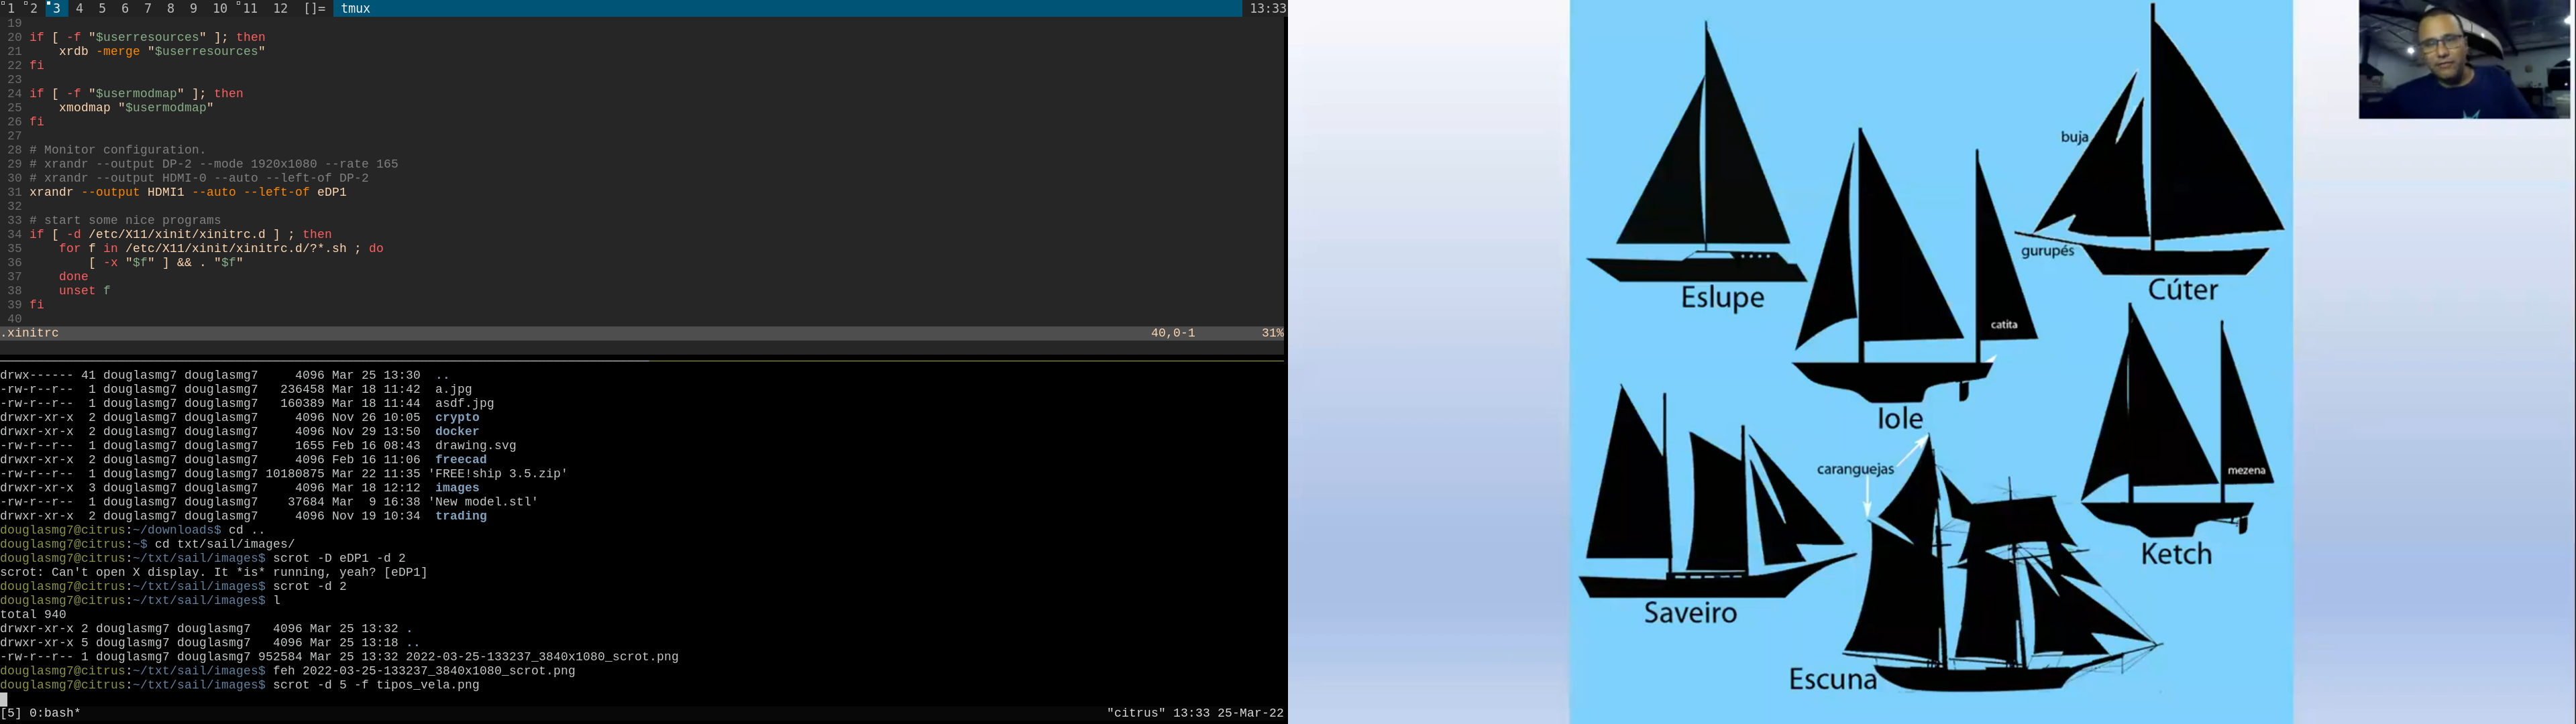 1 2 3 4 5 6 7 8 9 10 11 12 []= tmux 13:33
19
20 if [ -f "$userresources" ]; then
21     xrdb -merge "$userresources"
22 fi
23
24 if [ -f "$usermodmap" ]; then
25     xmodmap "$usermodmap"
26 fi
27
28 # Monitor configuration.
29 # xrandr --output DP-2 --mode 1920x1080 --rate 165
30 # xrandr --output HDMI-0 --auto --left-of DP-2
31 xrandr --output HDMI1 --auto --left-of eDP1
32
33 # start some nice programs
34 if [ -d /etc/X11/xinit/xinitrc.d ] ; then
35     for f in /etc/X11/xinit/xinitrc.d/?*.sh ; do
36         [ -x "$f" ] && . "$f"
37     done
38     unset f
39 fi
40
.xinitrc 40,0-1 31%
drwx------ 41 douglasmg7 douglasmg7     4096 Mar 25 13:30  ..
-rw-r--r--  1 douglasmg7 douglasmg7   236458 Mar 18 11:42  a.jpg
-rw-r--r--  1 douglasmg7 douglasmg7   160389 Mar 18 11:44  asdf.jpg
drwxr-xr-x  2 douglasmg7 douglasmg7     4096 Nov 26 10:05  crypto
drwxr-xr-x  2 douglasmg7 douglasmg7     4096 Nov 29 13:50  docker
-rw-r--r--  1 douglasmg7 douglasmg7     1655 Feb 16 08:43  drawing.svg
drwxr-xr-x  2 douglasmg7 douglasmg7     4096 Feb 16 11:06  freecad
-rw-r--r--  1 douglasmg7 douglasmg7 10180875 Mar 22 11:35 'FREE!ship 3.5.zip'
drwxr-xr-x  3 douglasmg7 douglasmg7     4096 Mar 18 12:12  images
-rw-r--r--  1 douglasmg7 douglasmg7    37684 Mar  9 16:38 'New model.stl'
drwxr-xr-x  2 douglasmg7 douglasmg7     4096 Nov 19 10:34  trading
douglasmg7@citrus:~/downloads$ cd ..
douglasmg7@citrus:~$ cd txt/sail/images/
douglasmg7@citrus:~/txt/sail/images$ scrot -D eDP1 -d 2
scrot: Can't open X display. It *is* running, yeah? [eDP1]
douglasmg7@citrus:~/txt/sail/images$ scrot -d 2
douglasmg7@citrus:~/txt/sail/images$ l
total 940
drwxr-xr-x 2 douglasmg7 douglasmg7   4096 Mar 25 13:32 .
drwxr-xr-x 5 douglasmg7 douglasmg7   4096 Mar 25 13:18 ..
-rw-r--r-- 1 douglasmg7 douglasmg7 952584 Mar 25 13:32 2022-03-25-133237_3840x1080_scrot.png
douglasmg7@citrus:~/txt/sail/images$ feh 2022-03-25-133237_3840x1080_scrot.png
douglasmg7@citrus:~/txt/sail/images$ scrot -d 5 -f tipos_vela.png
[5] 0:bash* "citrus" 13:33 25-Mar-22
buja
gurupés
Eslupe
Cúter
catita
Iole
caranguejas
mezena
Ketch
Saveiro
Escuna